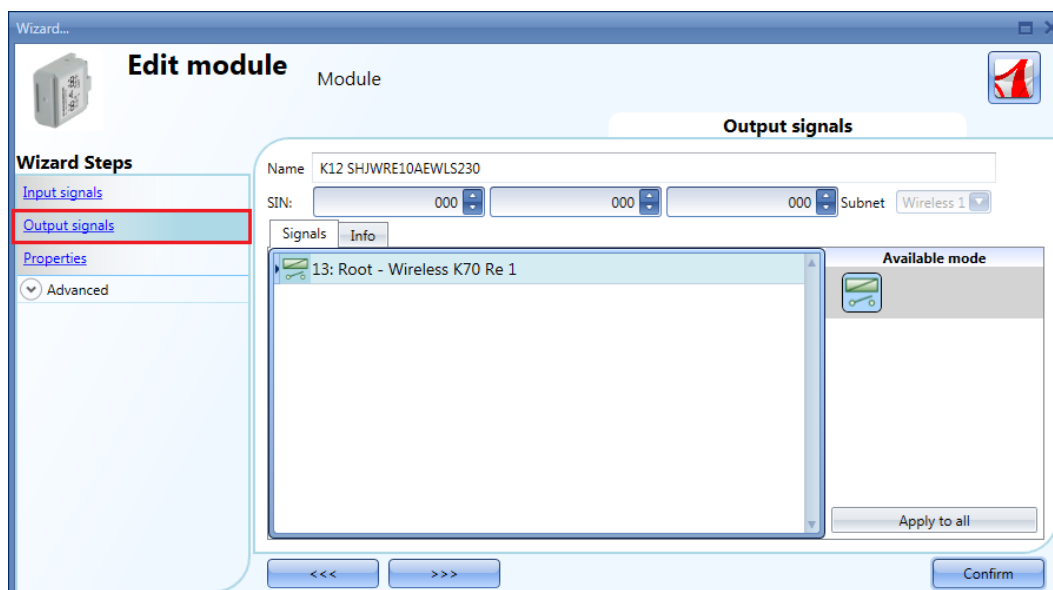 Wizard...
Edit module
Module
Output signals
Wizard Steps
Input signals
Output signals
Properties
Advanced
Name K12 SHJWRE10AEWLS230
SIN: 000 000 000 Subnet Wireless 1
Signals Info
13: Root - Wireless K70 Re 1
Available mode
Apply to all
<<< >>> Confirm